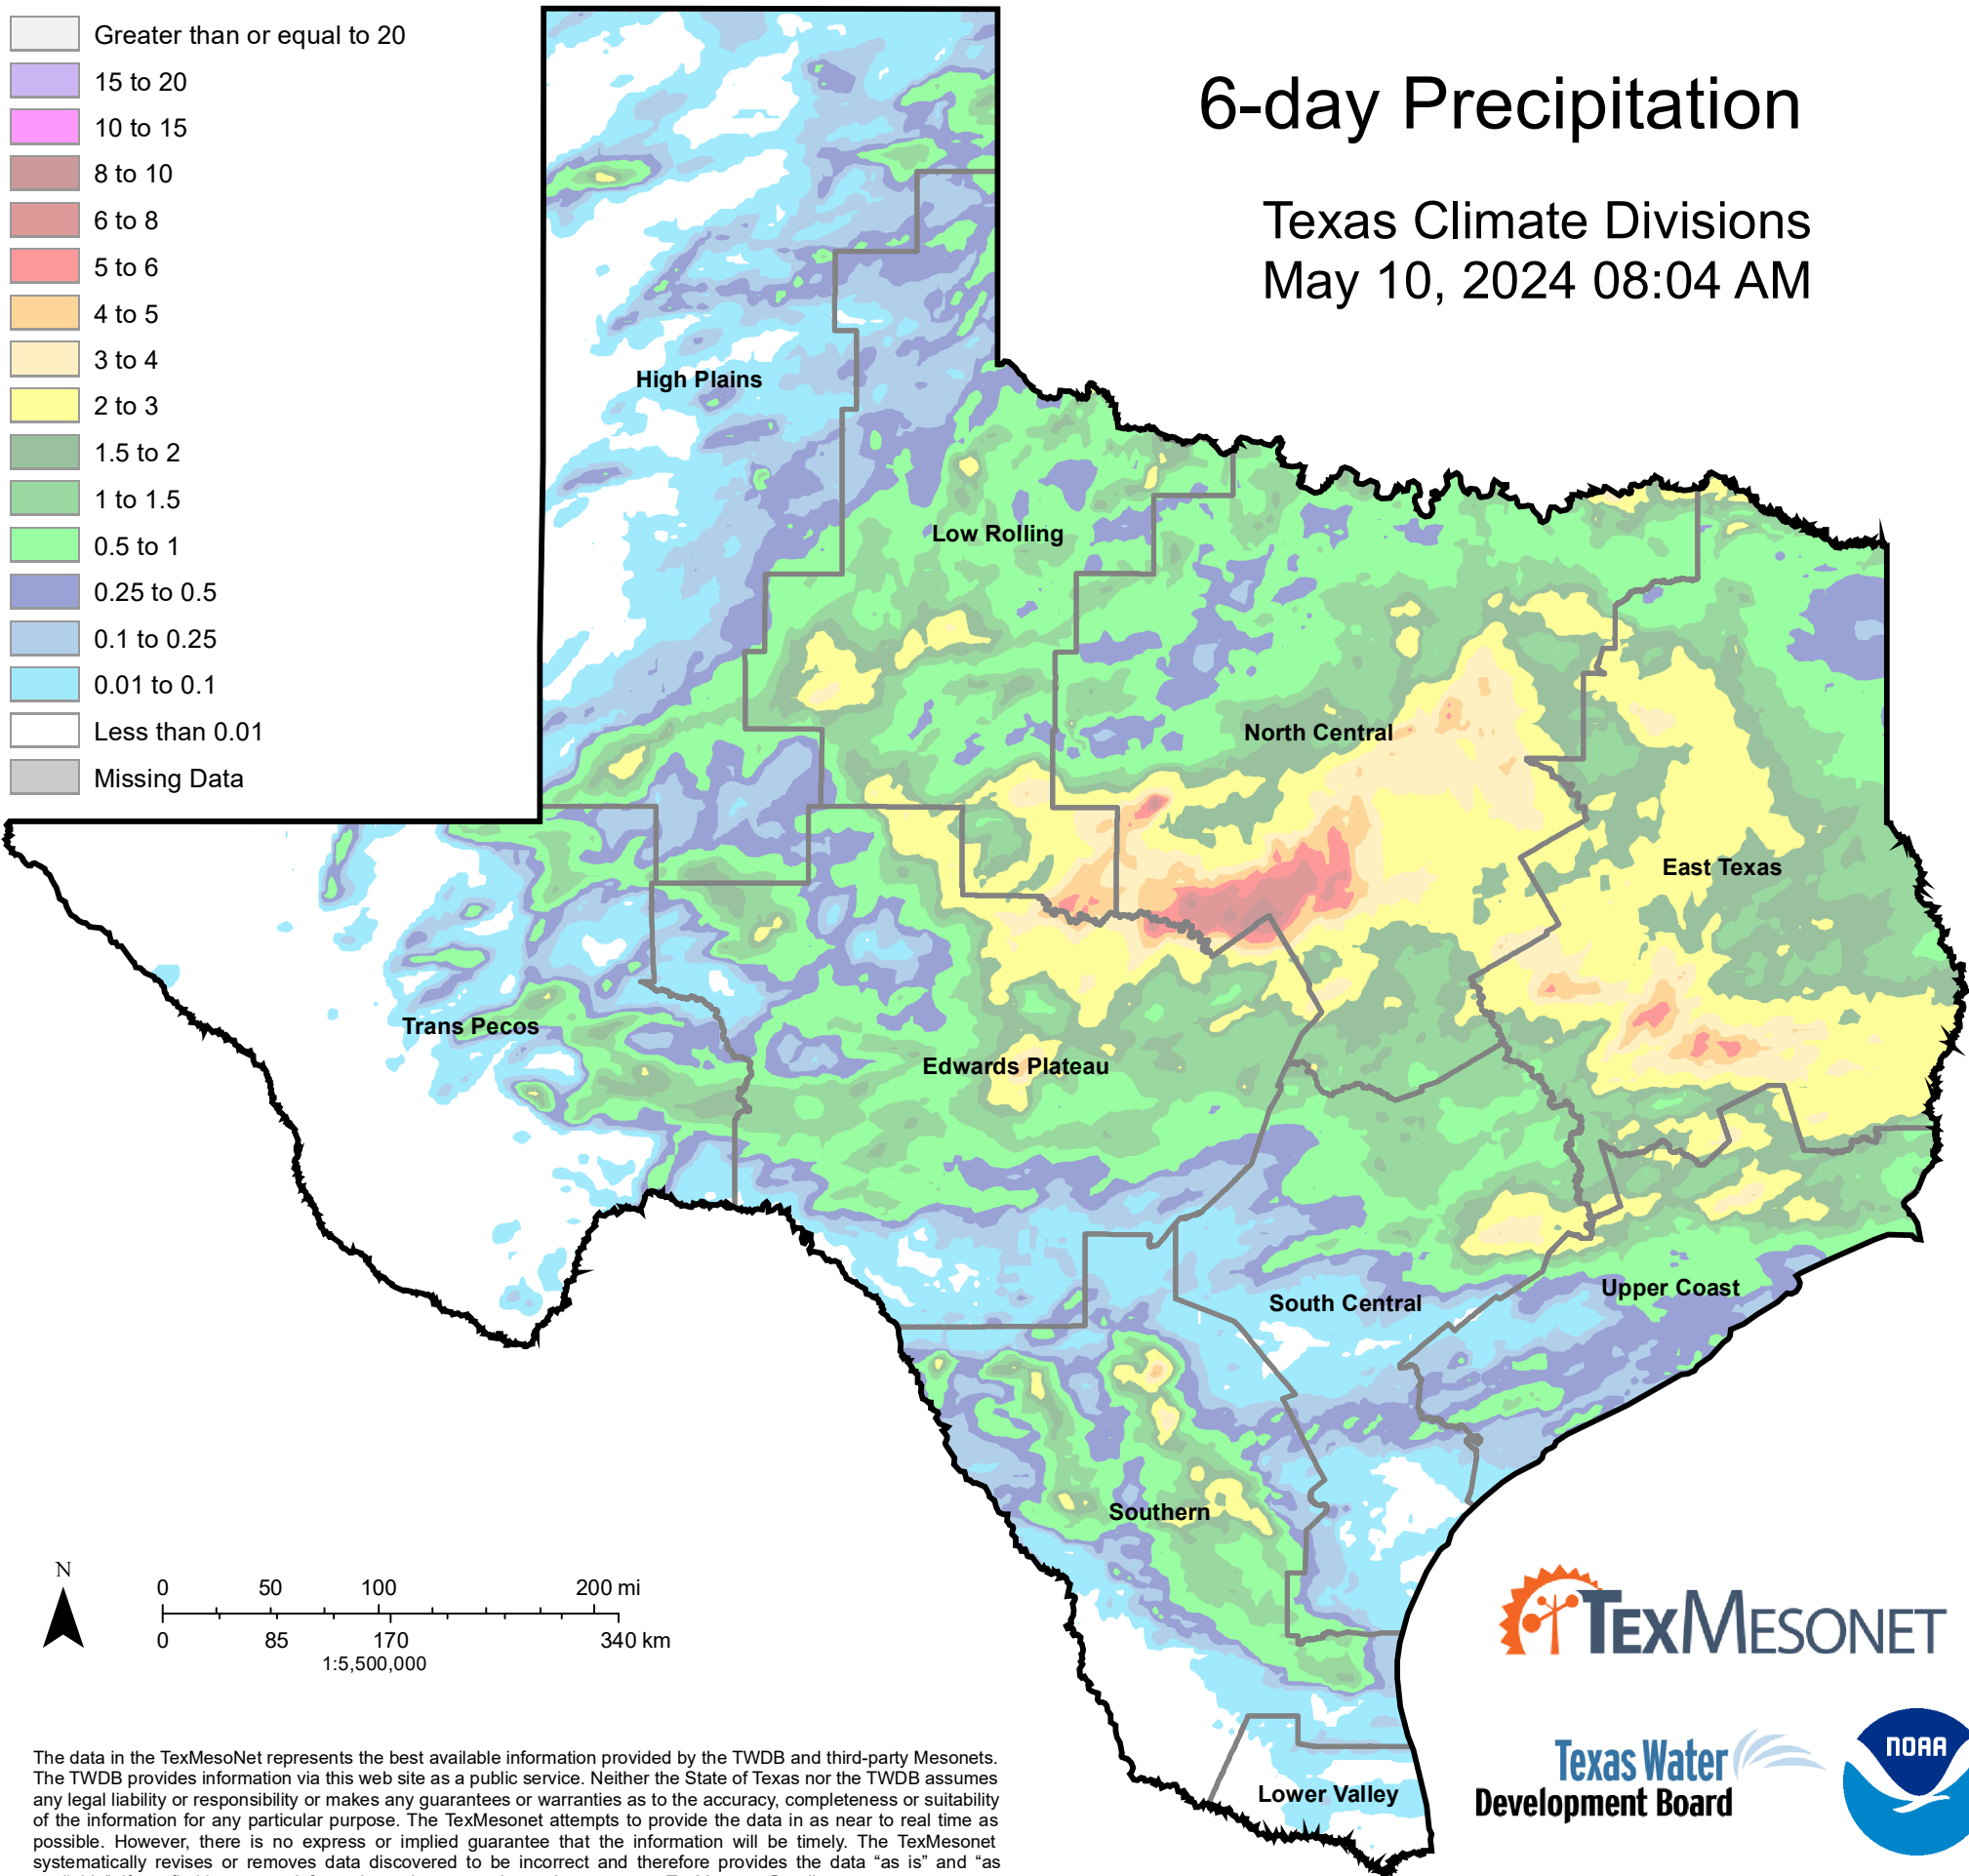 Greater than or equal to 20
15 to 20
10 to 15
8 to 10
6 to 8
5 to 6
4 to 5
3 to 4
2 to 3
1.5 to 2
1 to 1.5
0.5 to 1
0.25 to 0.5
0.1 to 0.25
0.01 to 0.1
Less than 0.01
Missing Data
6-day Precipitation
Texas Climate Divisions
May 10, 2024 08:04 AM
High Plains
Low Rolling
North Central
East Texas
Trans Pecos
Edwards Plateau
South Central
Upper Coast
Southern
Lower Valley
N
0 50 100 200 mi
0 85 170 340 km
1:5,500,000
The data in the TexMesoNet represents the best available information provided by the TWDB and third-party Mesonets.
The TWDB provides information via this web site as a public service. Neither the State of Texas nor the TWDB assumes
any legal liability or responsibility or makes any guarantees or warranties as to the accuracy, completeness or suitability
of the information for any particular purpose. The TexMesonet attempts to provide the data in as near to real time as
possible. However, there is no express or implied guarantee that the information will be timely. The TexMesonet
systematically revises or removes data discovered to be incorrect and therefore provides the data “as is” and “as
TEXMESONET
Texas Water
Development Board
NOAA